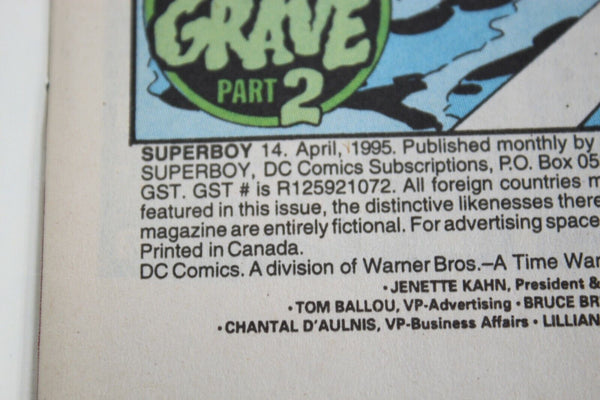 GRAVE
PART 2
SUPERBOY 14. April, 1995. Published monthly by
SUPERBOY, DC Comics Subscriptions, P.O. Box 05
GST. GST # is R125921072. All foreign countries
featured in this issue, the distinctive likenesses
magazine are entirely fictional. For advertising space
Printed in Canada.
DC Comics. A division of Warner Bros.–A Time
•JENETTE KAHN, President &
•TOM BALLOU, VP-Advertising • BRUCE
•CHANTAL D'AULNIS, VP-Business Affairs • LILLIAN